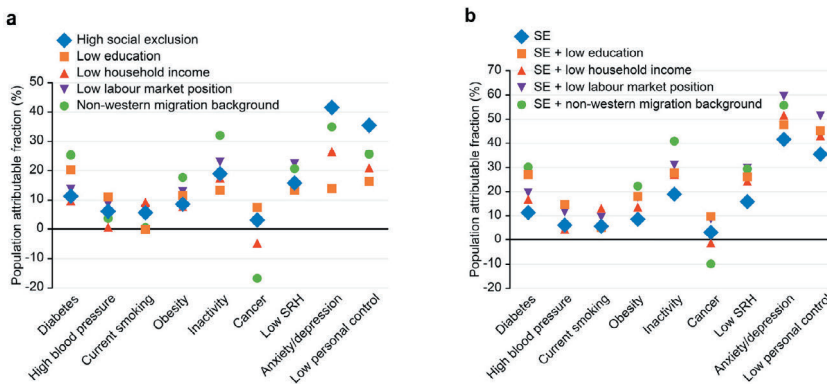 a
High social exclusion
Low education
Low household income
Low labour market position
Non-western migration background
Population attributable fraction (%)
50
40
30
20
10
0
-10
-20
Diabetes
High blood pressure
Current smoking
Obesity
Inactivity
Cancer
Low SRH
Anxiety/depression
Low personal control
b
SE
SE + low education
SE + low household income
SE + low labour market position
SE + non-western migration background
Population attributable fraction (%)
70
60
50
40
30
20
10
0
-10
-20
Diabetes
High blood pressure
Current smoking
Obesity
Inactivity
Cancer
Low SRH
Anxiety/depression
Low personal control